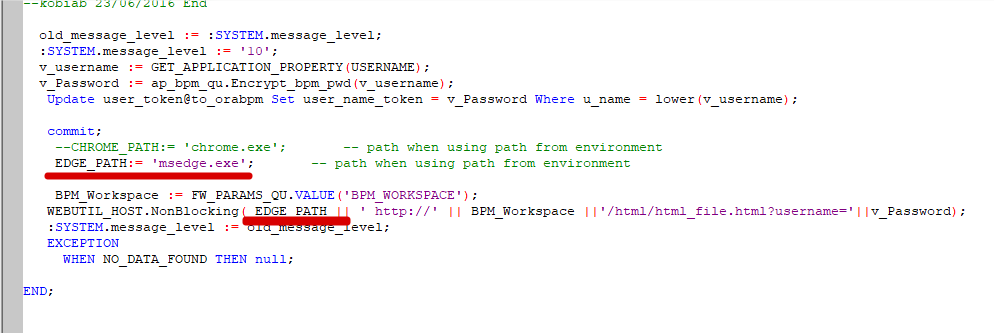 --kobiab 23/06/2016 End
old_message_level := :SYSTEM.message_level;
:SYSTEM.message_level := '10';
v_username := GET_APPLICATION_PROPERTY(USERNAME);
v_Password := ap_bpm_qu.Encrypt_bpm_pwd(v_username);
Update user_token@to_orabpm Set user_name_token = v_Password Where u_name = lower(v_username);
commit;
--CHROME_PATH:= 'chrome.exe'; -- path when using path from environment
EDGE_PATH:= 'msedge.exe'; -- path when using path from environment
BPM_Workspace := FW_PARAMS_QU.VALUE('BPM_WORKSPACE');
WEBUTIL_HOST.NonBlocking( EDGE_PATH || ' http://' || BPM_Workspace ||'/html/html_file.html?username='||v_Password);
:SYSTEM.message_level := old_message_level;
EXCEPTION
WHEN NO_DATA_FOUND THEN null;
END;